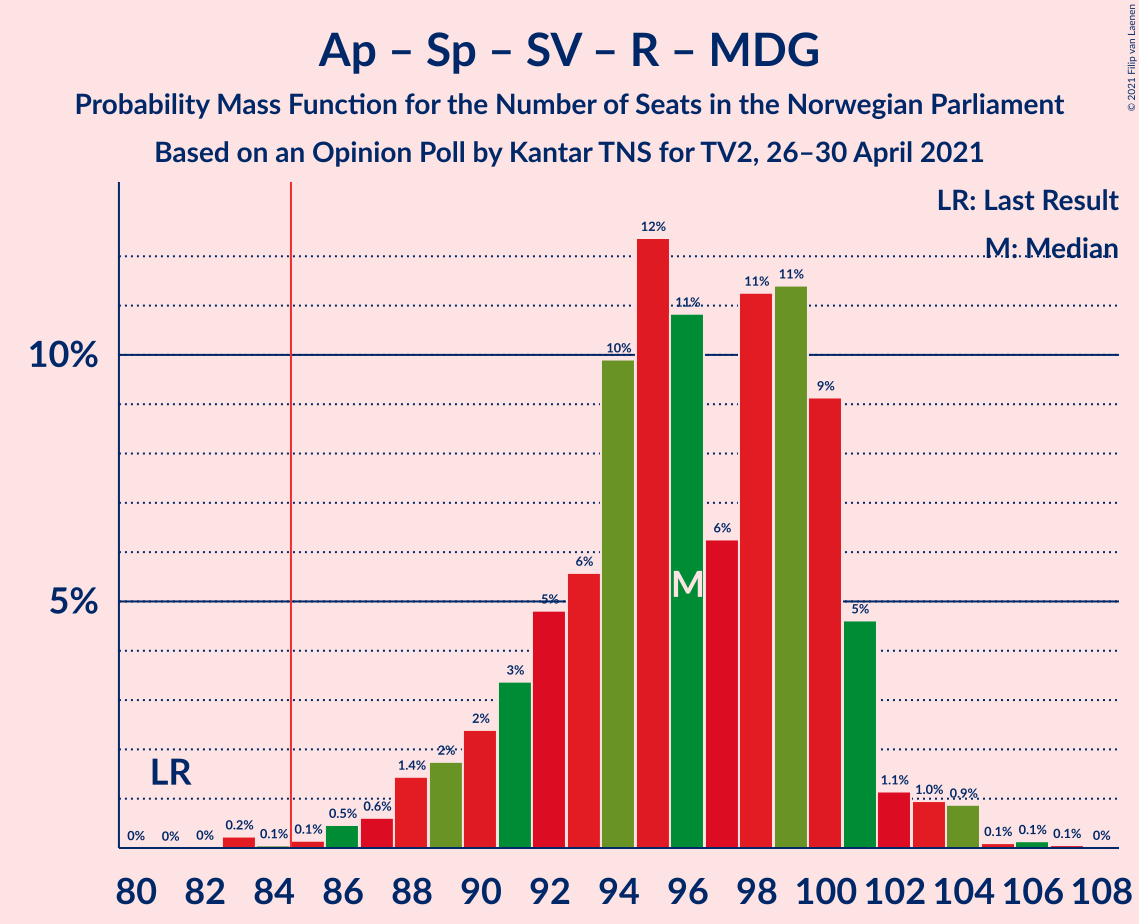 Ap – Sp – SV – R – MDG
Probability Mass Function for the Number of Seats in the Norwegian Parliament
Based on an Opinion Poll by Kantar TNS for TV2, 26–30 April 2021
© 2021 Filip van Laenen
LR: Last Result
M: Median
10%
5%
LR
M
0% 0% 0% 0.2% 0.1% 0.1% 0.5% 0.6% 1.4% 2% 2% 3% 5% 6% 10% 12% 11% 6% 11% 11% 9% 5% 1.1% 1.0% 0.9% 0.1% 0.1% 0.1% 0%
80 82 84 86 88 90 92 94 96 98 100 102 104 106 108